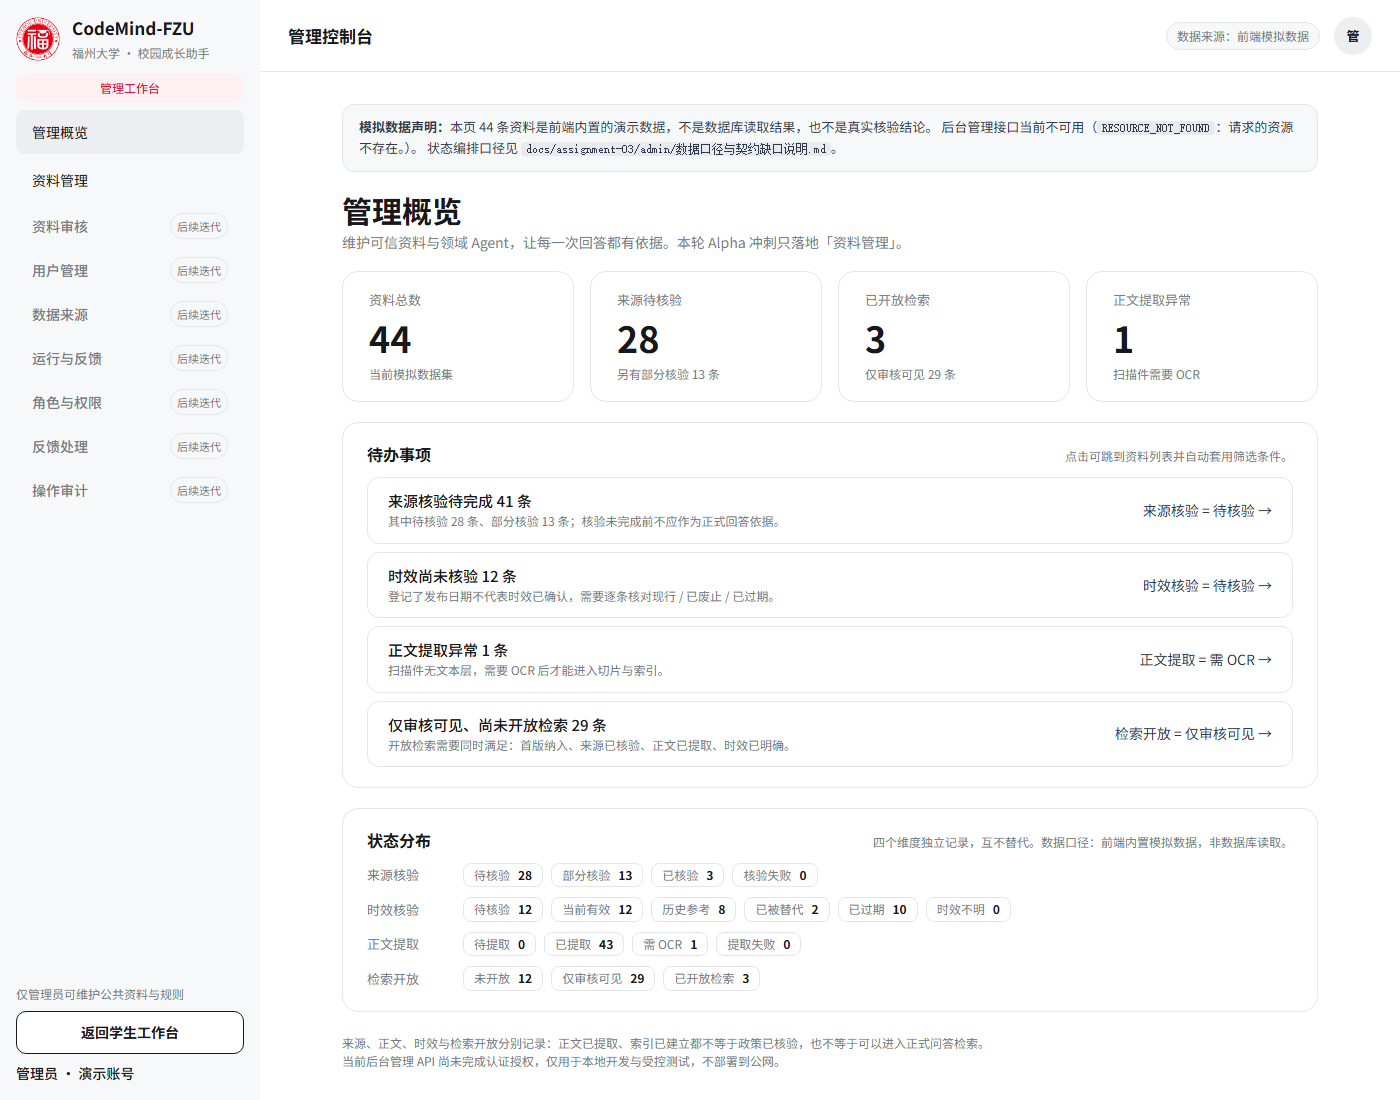 CodeMind-FZU
福州大学 · 校园成长助手
管理工作台
管理概览
资料管理
资料审核 后续迭代
用户管理 后续迭代
数据来源 后续迭代
运行与反馈 后续迭代
角色与权限 后续迭代
反馈处理 后续迭代
操作审计 后续迭代
仅管理员可维护公共资料与规则
返回学生工作台
管理员 · 演示账号
管理控制台
数据来源：前端模拟数据
管
模拟数据声明：本页 44 条资料是前端内置的演示数据，不是数据库读取结果，也不是真实核验结论。 后台管理接口当前不可用（ RESOURCE_NOT_FOUND ：请求的资源
不存在。）。 状态编排口径见 docs/assignment-03/admin/数据口径与契约缺口说明.md 。
管理概览
维护可信资料与领域 Agent，让每一次回答都有依据。本轮 Alpha 冲刺只落地「资料管理」。
资料总数
44
当前模拟数据集
来源待核验
28
另有部分核验 13 条
已开放检索
3
仅审核可见 29 条
正文提取异常
1
扫描件需要 OCR
待办事项
点击可跳到资料列表并自动套用筛选条件。
来源核验待完成 41 条
其中待核验 28 条、部分核验 13 条；核验未完成前不应作为正式回答依据。
来源核验 = 待核验 →
时效尚未核验 12 条
登记了发布日期不代表时效已确认，需要逐条核对现行 / 已废止 / 已过期。
时效核验 = 待核验 →
正文提取异常 1 条
扫描件无文本层，需要 OCR 后才能进入切片与索引。
正文提取 = 需 OCR →
仅审核可见、尚未开放检索 29 条
开放检索需要同时满足：首版纳入、来源已核验、正文已提取、时效已明确。
检索开放 = 仅审核可见 →
状态分布
四个维度独立记录，互不替代。数据口径：前端内置模拟数据，非数据库读取。
来源核验 待核验 28 部分核验 13 已核验 3 核验失败 0
时效核验 待核验 12 当前有效 12 历史参考 8 已被替代 2 已过期 10 时效不明 0
正文提取 待提取 0 已提取 43 需 OCR 1 提取失败 0
检索开放 未开放 12 仅审核可见 29 已开放检索 3
来源、正文、时效与检索开放分别记录：正文已提取、索引已建立都不等于政策已核验，也不等于可以进入正式问答检索。
当前后台管理 API 尚未完成认证授权，仅用于本地开发与受控测试，不部署到公网。